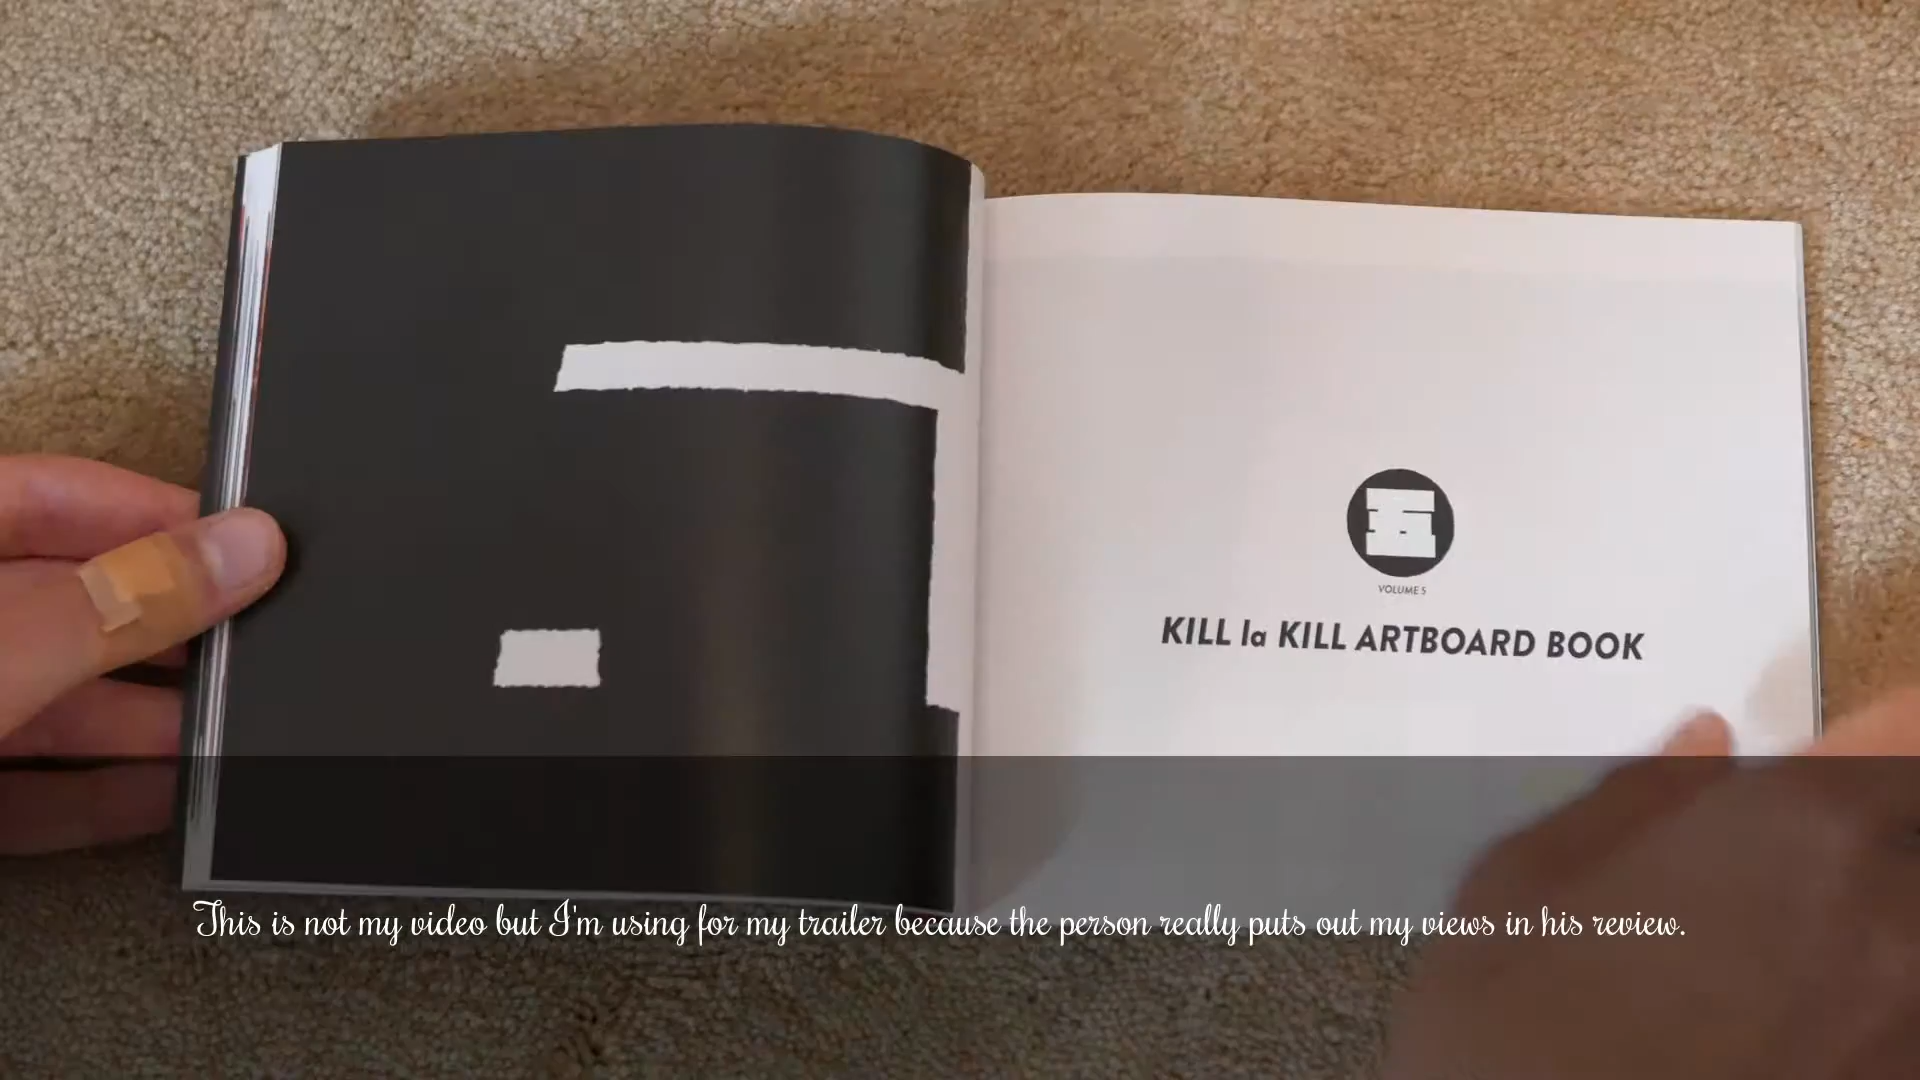 五
VOLUME 5
KILL la KILL ARTBOARD BOOK
This is not my video but I'm using for my trailer because the person really puts out my views in his review.